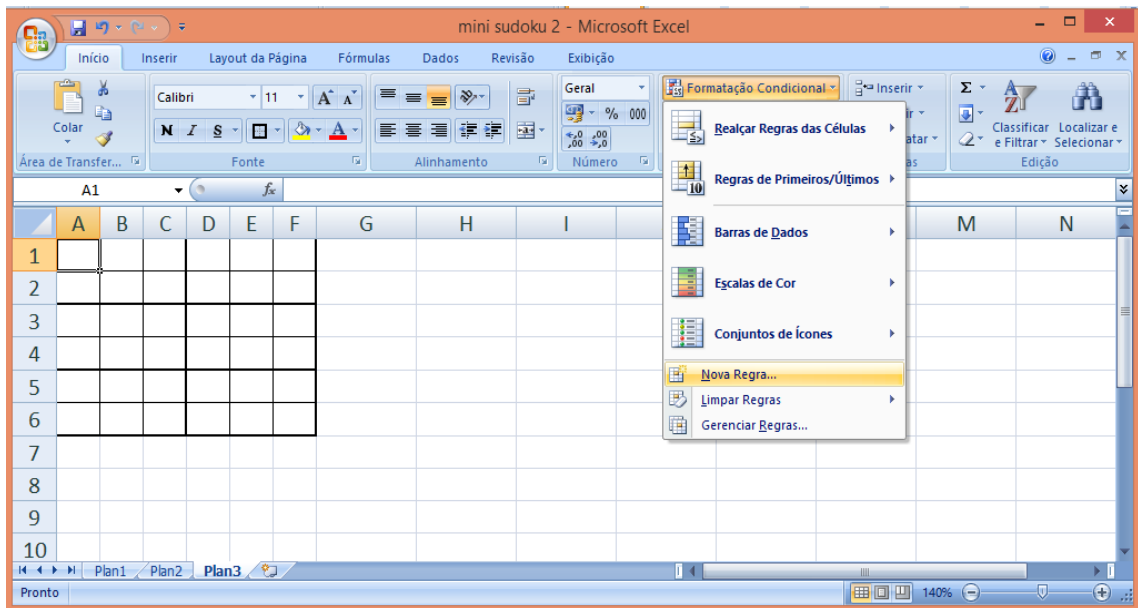 mini sudoku 2 - Microsoft Excel
Início Inserir Layout da Página Fórmulas Dados Revisão Exibição
Colar
Área de Transfer...
Calibri 11
N I S
Fonte
Alinhamento
Geral
% 000
Número
Formatação Condicional
Inserir
Σ
Classificar e Filtrar
Localizar e Selecionar
Edição
Realçar Regras das Células
Regras de Primeiros/Últimos
Barras de Dados
Escalas de Cor
Conjuntos de Ícones
Nova Regra...
Limpar Regras
Gerenciar Regras...
A1 fx
A B C D E F G H I M N
1
2
3
4
5
6
7
8
9
10
Plan1 Plan2 Plan3
Pronto 140%